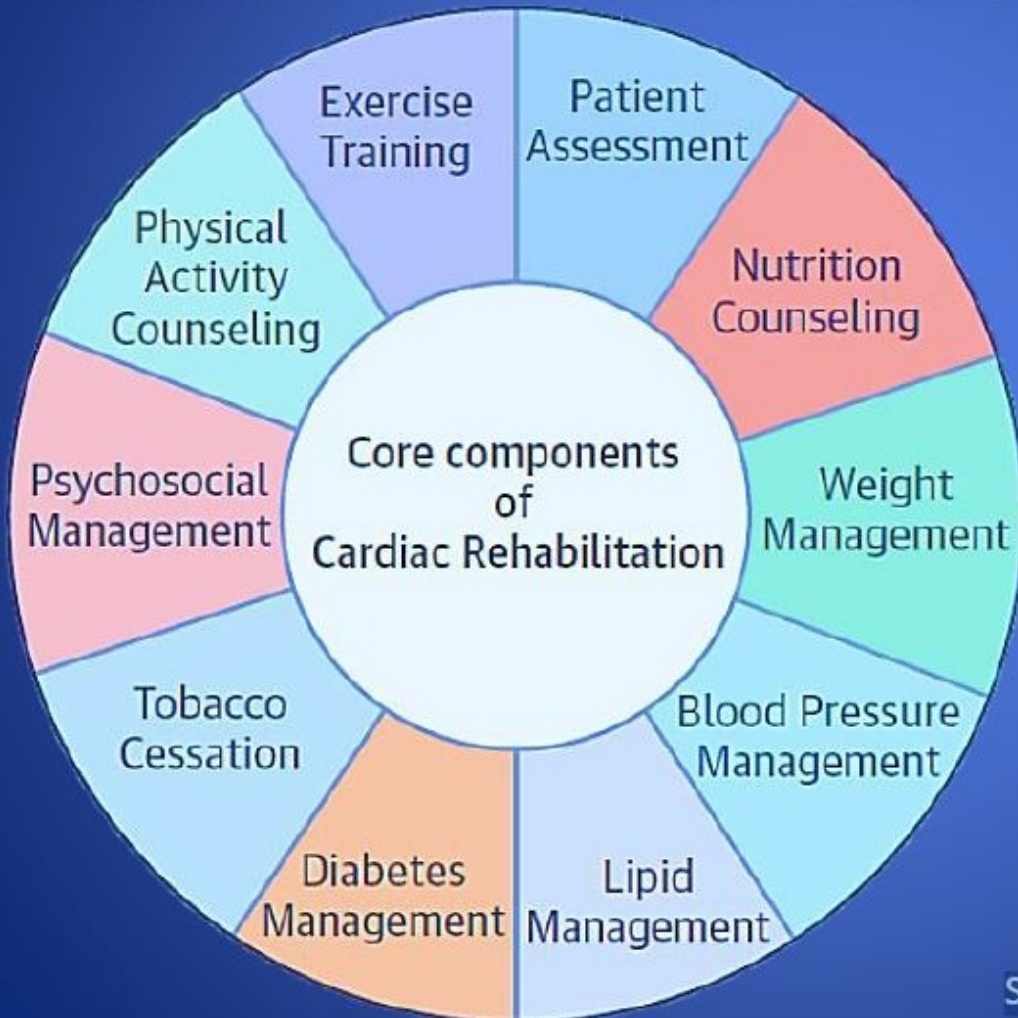 Core components
of
Cardiac Rehabilitation
Patient
Assessment
Nutrition
Counseling
Weight
Management
Blood Pressure
Management
Lipid
Management
Diabetes
Management
Tobacco
Cessation
Psychosocial
Management
Physical
Activity
Counseling
Exercise
Training